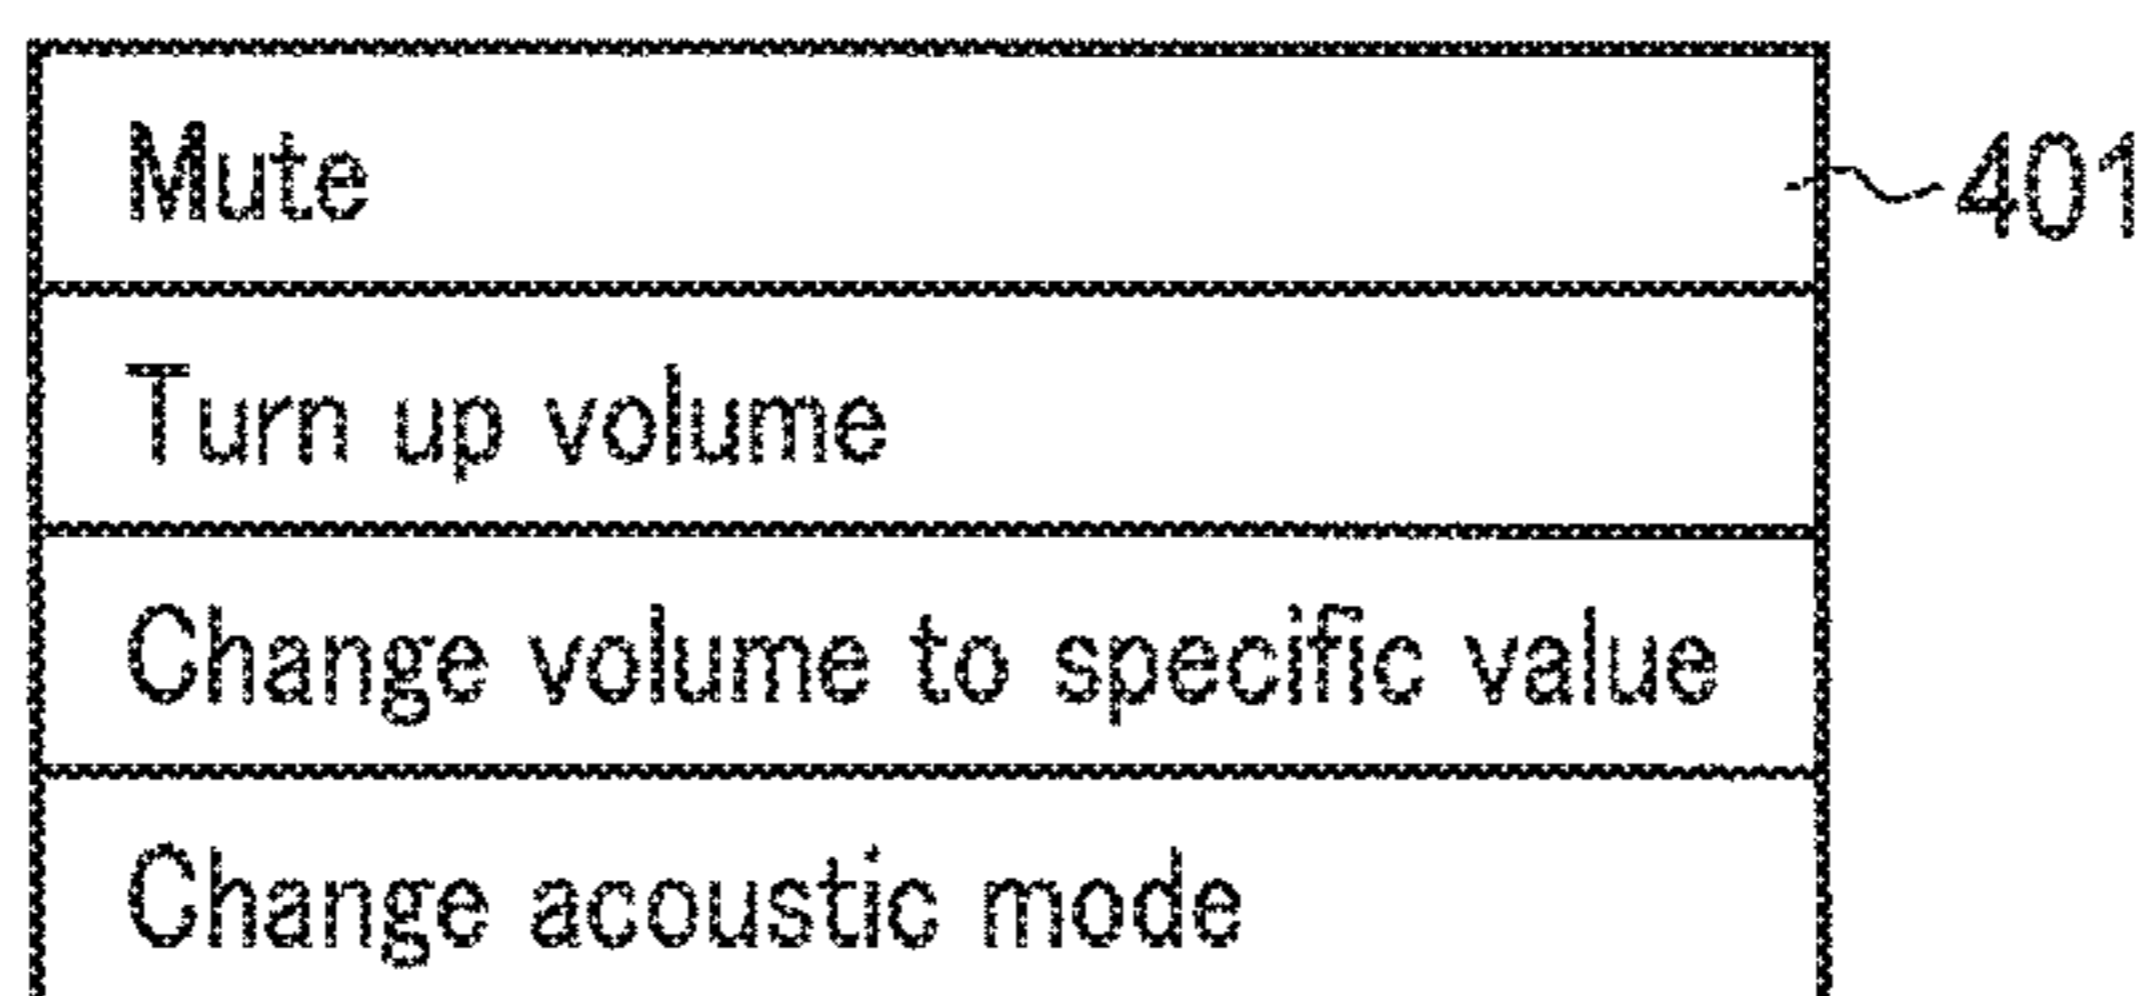 Mute
401
Turn up volume
Change volume to specific value
Change acoustic mode